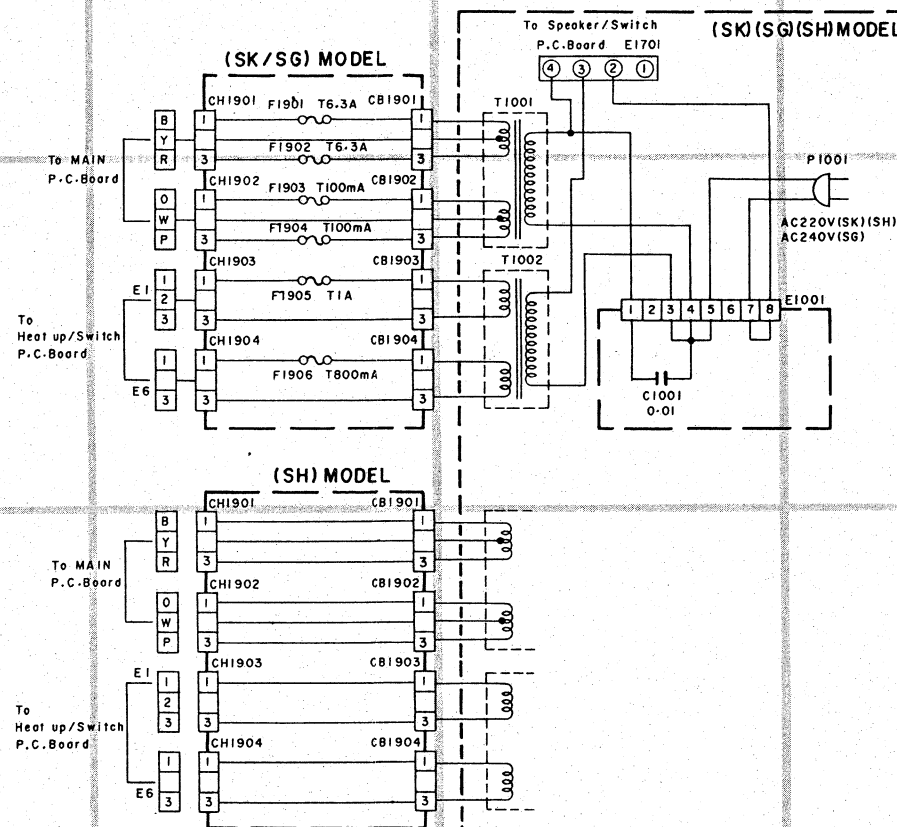 To Speaker/Switch
P.C.Board E1701
(SK)(SG)(SH)MODEL
4 3 2 1
(SK/SG) MODEL
CH1901 F1901 T6.3A CB1901
T1001
B 1 1
Y
F1902 T6.3A
R 3 3
To MAIN
P.C.Board
P1001
CH1902 F1903 T100mA CB1902
O 1 1
W
F1904 T100mA
P 3 3
AC220V(SK)(SH)
AC240V(SG)
T1002
CH1903 CB1903
E1
1 1 1
2
F1905 T1A
3 3 3
E1001
1 2 3 4 5 6 7 8
To
Heat up/Switch
P.C.Board
CH1904 CB1904
1 1 1
F1906 T800mA
E6
3 3 3
C1001
0.01
(SH) MODEL
CH1901 CB1901
B 1 1
Y
R 3 3
To MAIN
P.C.Board
CH1902 CB1902
O 1 1
W
P 3 3
CH1903 CB1903
E1
1 1 1
2
3 3 3
To
Heat up/Switch
P.C.Board
CH1904 CB1904
1 1 1
E6
3 3 3